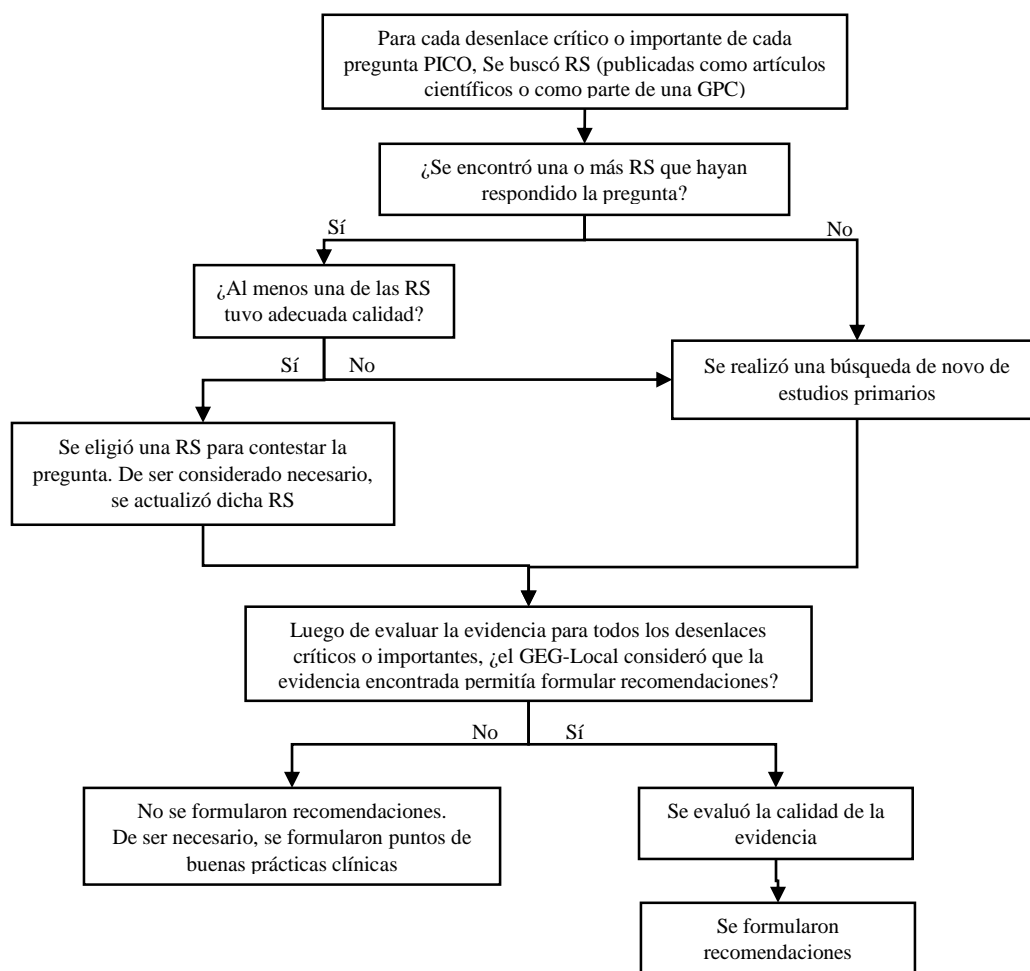 Para cada desenlace crítico o importante de cada
pregunta PICO, Se buscó RS (publicadas como artículos
científicos o como parte de una GPC)
¿Se encontró una o más RS que hayan
respondido la pregunta?
Sí
No
¿Al menos una de las RS
tuvo adecuada calidad?
Sí
No
Se realizó una búsqueda de novo de
estudios primarios
Se eligió una RS para contestar la
pregunta. De ser considerado necesario,
se actualizó dicha RS
Luego de evaluar la evidencia para todos los desenlaces
críticos o importantes, ¿el GEG-Local consideró que la
evidencia encontrada permitía formular recomendaciones?
No
Sí
No se formularon recomendaciones.
De ser necesario, se formularon puntos de
buenas prácticas clínicas
Se evaluó la calidad de la
evidencia
Se formularon
recomendaciones